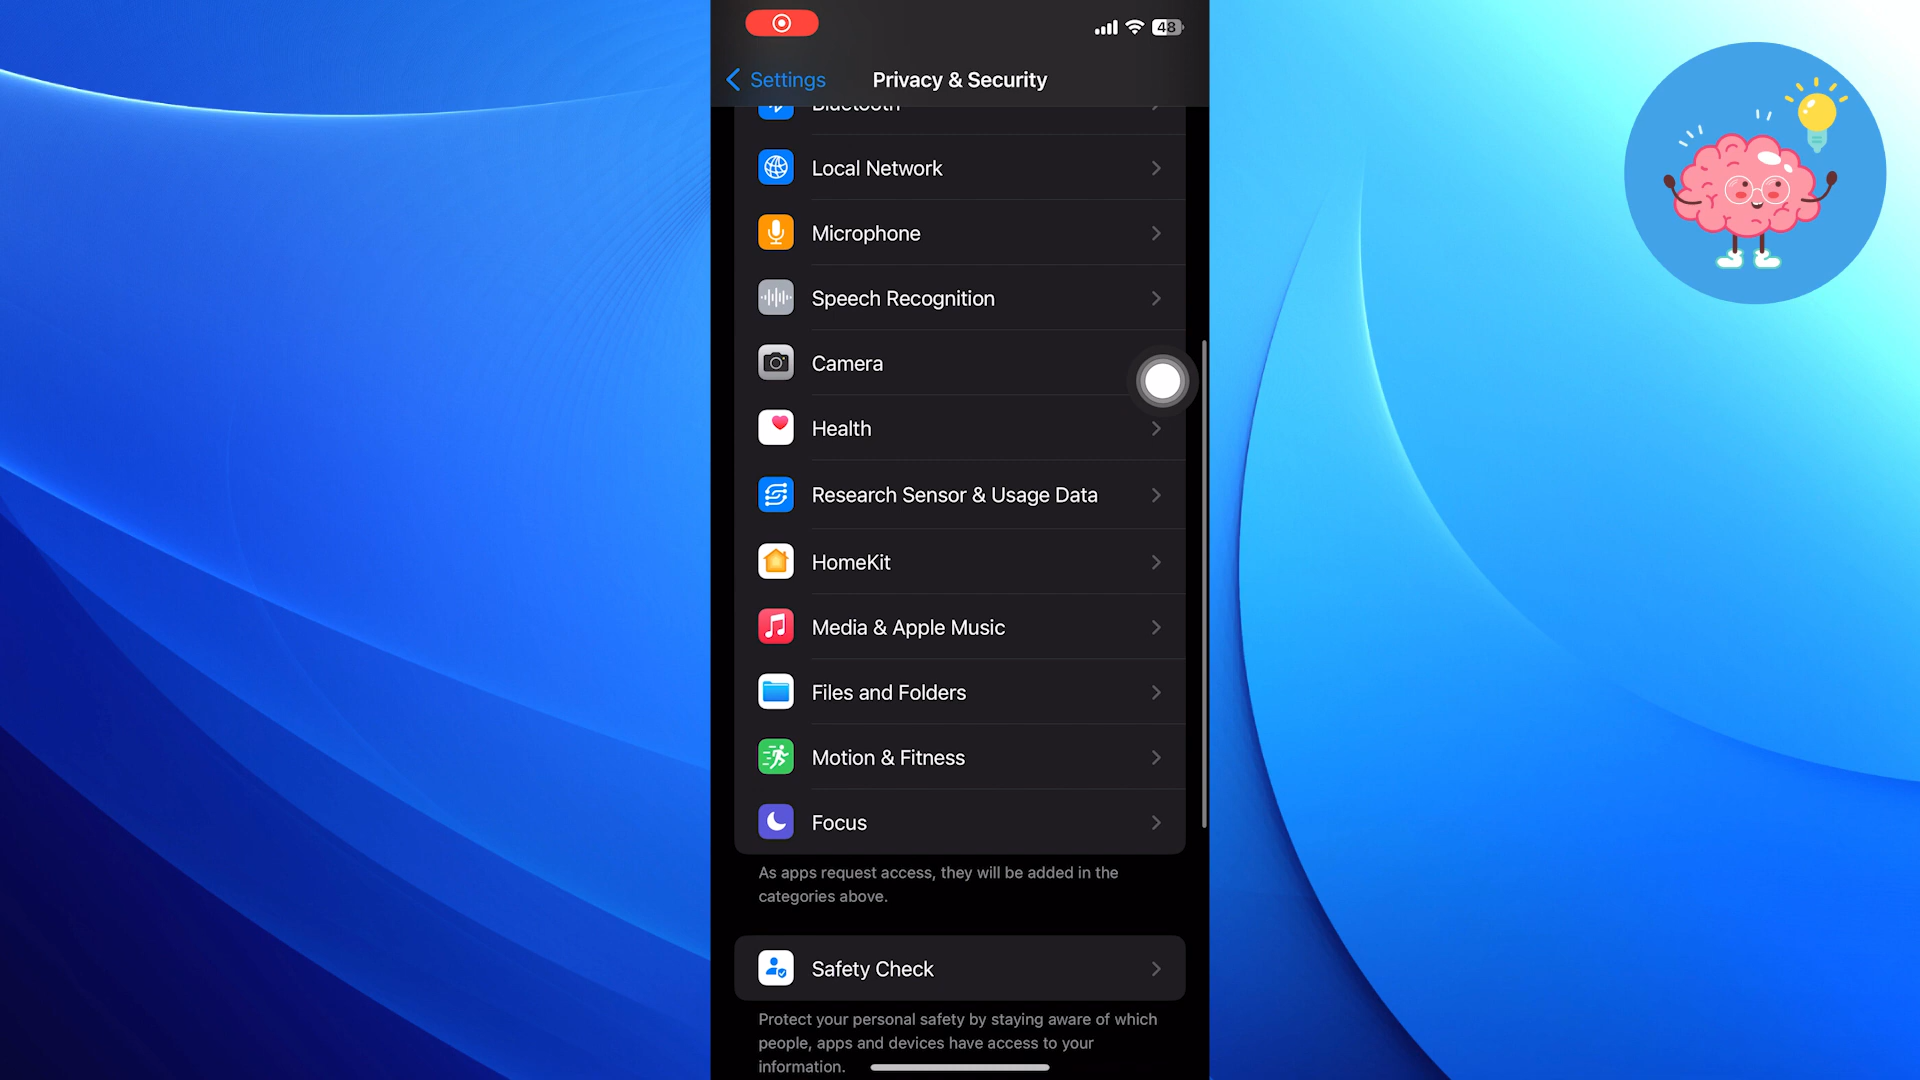 48
Settings
Privacy & Security
Bluetooth
Local Network
Microphone
Speech Recognition
Camera
Health
Research Sensor & Usage Data
HomeKit
Media & Apple Music
Files and Folders
Motion & Fitness
Focus
As apps request access, they will be added in the
categories above.
Safety Check
Protect your personal safety by staying aware of which
people, apps and devices have access to your
information.